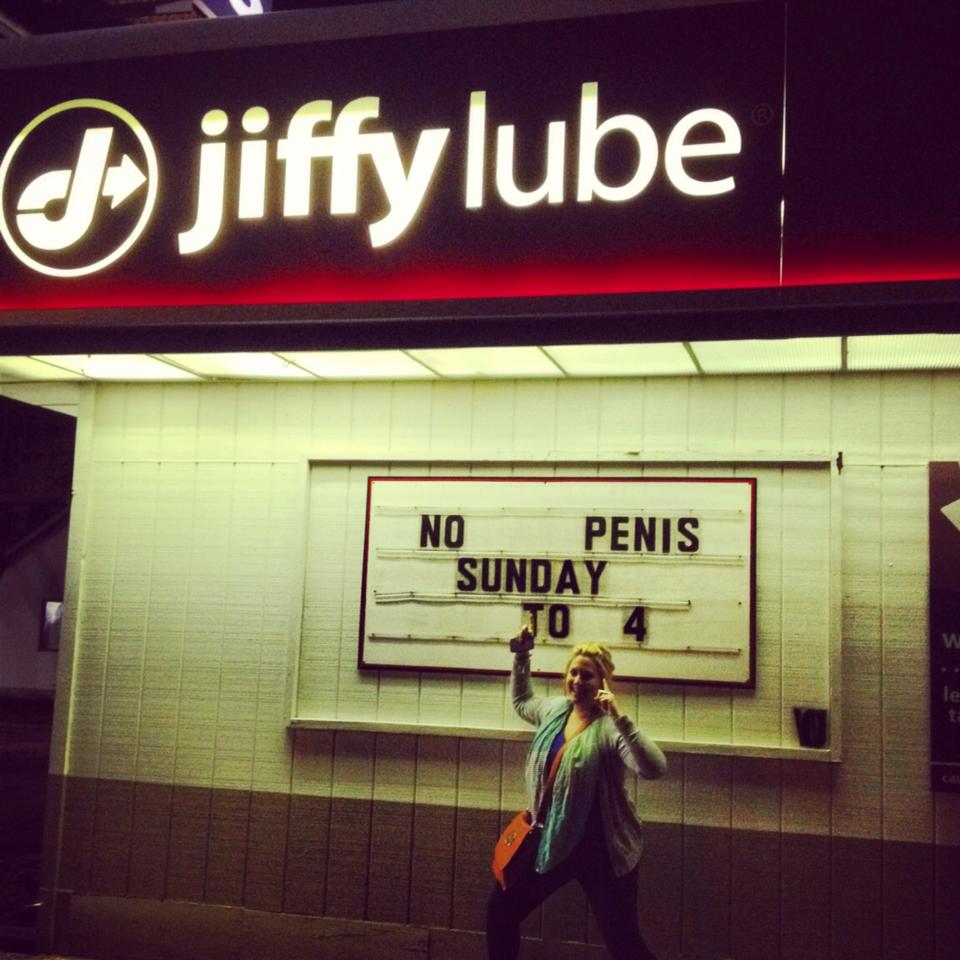 jiffy lube ®
NO PENIS
SUNDAY
TO 4